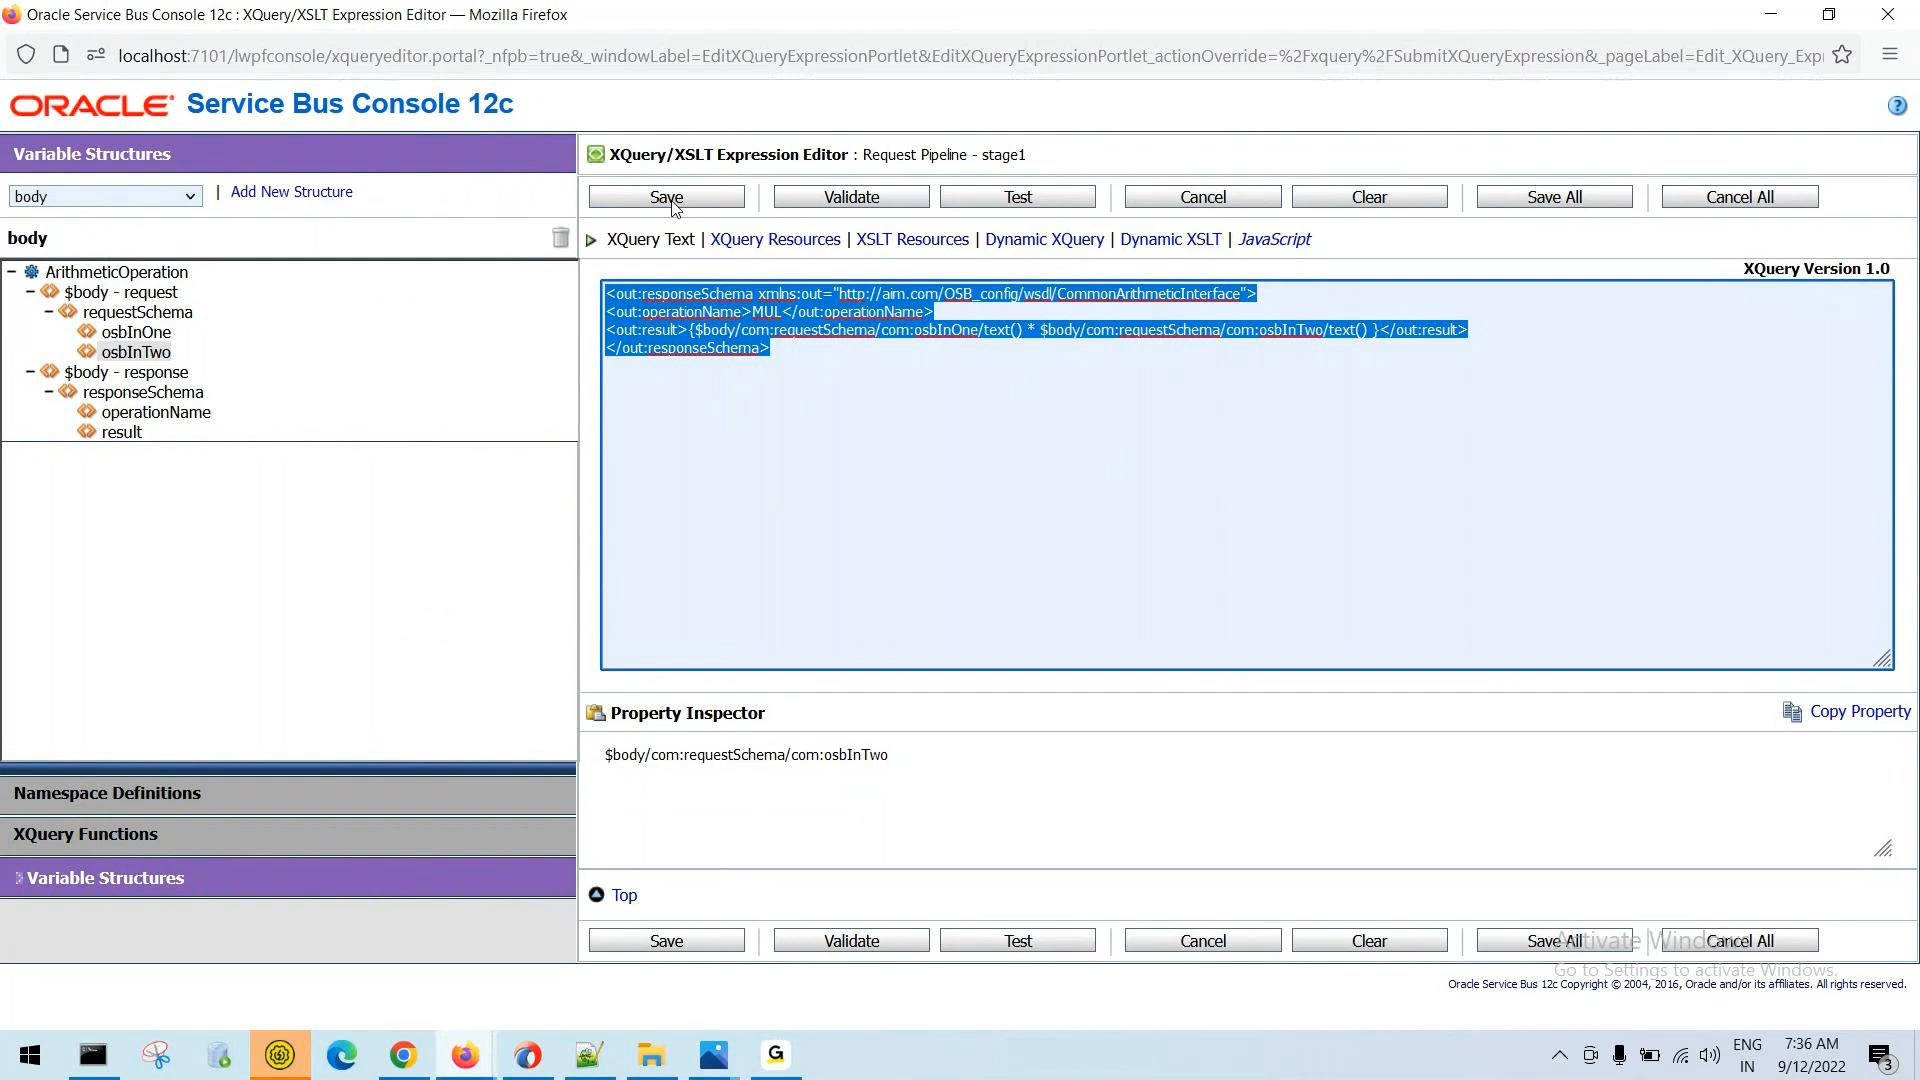 Oracle Service Bus Console 12c : XQuery/XSLT Expression Editor — Mozilla Firefox
localhost:7101/lwpfconsole/xqueryeditor.portal?_nfpb=true&_windowLabel=EditXQueryExpressionPortlet&EditXQueryExpressionPortlet_actionOverride=%2Fxquery%2FSubmitXQueryExpression&_pageLabel=Edit_XQuery_Expr
ORACLE Service Bus Console 12c
Variable Structures
body | Add New Structure
body
ArithmeticOperation
$body - request
requestSchema
osbInOne
osbInTwo
$body - response
responseSchema
operationName
result
Namespace Definitions
XQuery Functions
Variable Structures
XQuery/XSLT Expression Editor : Request Pipeline - stage1
Save Validate Test Cancel Clear Save All Cancel All
XQuery Text | XQuery Resources | XSLT Resources | Dynamic XQuery | Dynamic XSLT | JavaScript
XQuery Version 1.0
<out:responseSchema xmlns:out="http://aim.com/OSB_config/wsdl/CommonArithmeticInterface">
<out:operationName>MUL</out:operationName>
<out:result>{$body/com:requestSchema/com:osbInOne/text() * $body/com:requestSchema/com:osbInTwo/text() }</out:result>
</out:responseSchema>
Property Inspector
Copy Property
$body/com:requestSchema/com:osbInTwo
Top
Save Validate Test Cancel Clear Save All Cancel All
Activate Windows
Go to Settings to activate Windows.
Oracle Service Bus 12c Copyright © 2004, 2016, Oracle and/or its affiliates. All rights reserved.
ENG
IN
7:36 AM
9/12/2022
3